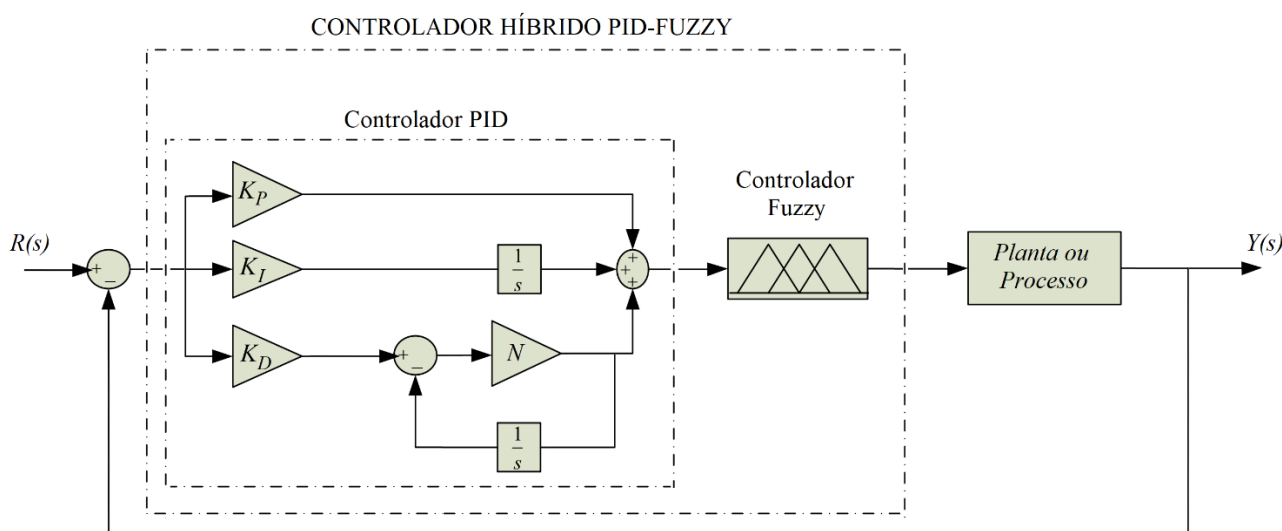 CONTROLADOR HÍBRIDO PID-FUZZY
Controlador PID
K_P
Controlador
Fuzzy
R(s)
+
−
K_I
1
s
+
+
+
Planta ou
Processo
Y(s)
K_D
+
−
N
1
s